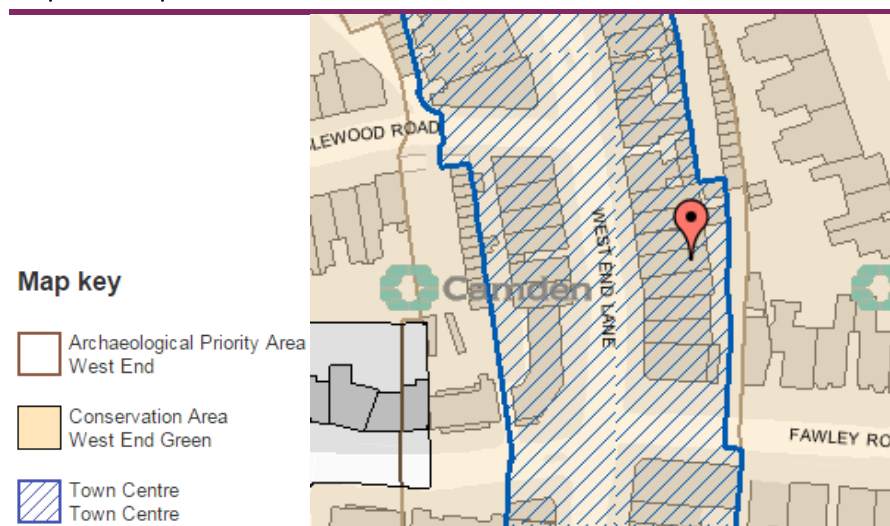 Map key
Archaeological Priority Area
West End
Conservation Area
West End Green
Town Centre
Town Centre
LEWOOD ROAD
WEST END LANE
Camden
FAWLEY RO